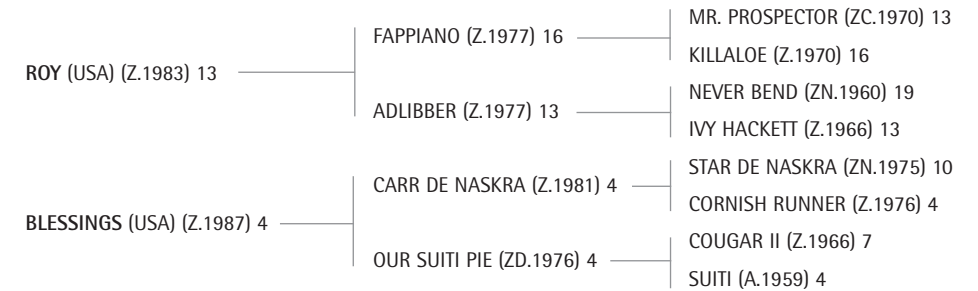 MR. PROSPECTOR (ZC.1970) 13
FAPPIANO (Z.1977) 16
KILLALOE (Z.1970) 16
ROY (USA) (Z.1983) 13
NEVER BEND (ZN.1960) 19
ADLIBBER (Z.1977) 13
IVY HACKETT (Z.1966) 13
STAR DE NASKRA (ZN.1975) 10
CARR DE NASKRA (Z.1981) 4
CORNISH RUNNER (Z.1976) 4
BLESSINGS (USA) (Z.1987) 4
COUGAR II (Z.1966) 7
OUR SUITI PIE (ZD.1976) 4
SUITI (A.1959) 4